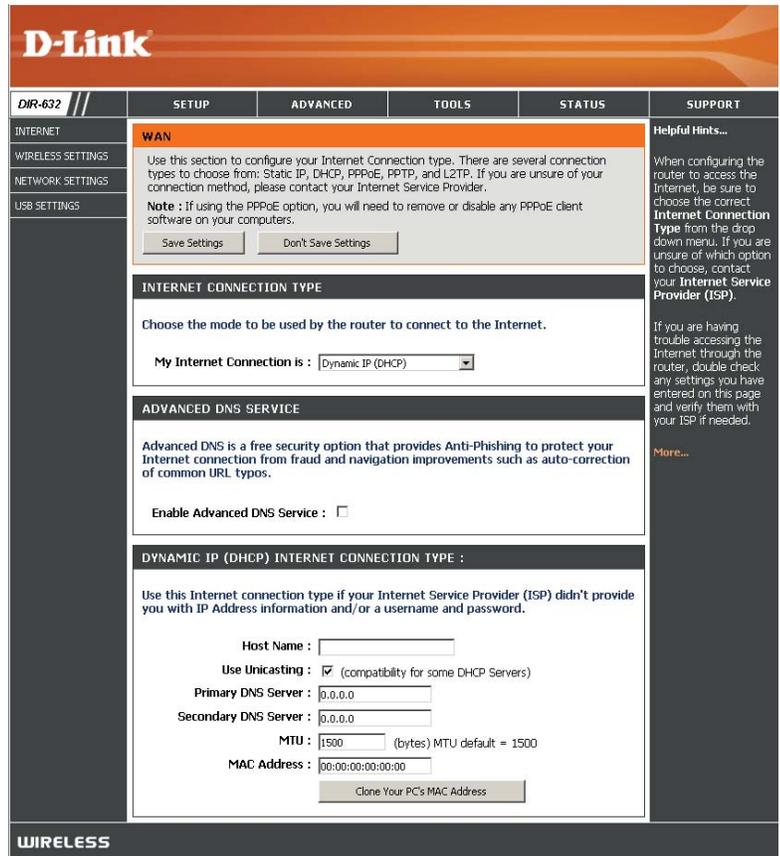 D-Link
DIR-632
SETUP
ADVANCED
TOOLS
STATUS
SUPPORT
INTERNET
WIRELESS SETTINGS
NETWORK SETTINGS
USB SETTINGS
WAN
Use this section to configure your Internet Connection type. There are several connection
types to choose from: Static IP, DHCP, PPPoE, PPTP, and L2TP. If you are unsure of your
connection method, please contact your Internet Service Provider.
Note : If using the PPPoE option, you will need to remove or disable any PPPoE client
software on your computers.
Save Settings
Don't Save Settings
INTERNET CONNECTION TYPE
Choose the mode to be used by the router to connect to the Internet.
My Internet Connection is : Dynamic IP (DHCP)
ADVANCED DNS SERVICE
Advanced DNS is a free security option that provides Anti-Phishing to protect your
Internet connection from fraud and navigation improvements such as auto-correction
of common URL typos.
Enable Advanced DNS Service :
DYNAMIC IP (DHCP) INTERNET CONNECTION TYPE :
Use this Internet connection type if your Internet Service Provider (ISP) didn't provide
you with IP Address information and/or a username and password.
Host Name :
Use Unicasting : (compatibility for some DHCP Servers)
Primary DNS Server : 0.0.0.0
Secondary DNS Server : 0.0.0.0
MTU : 1500 (bytes) MTU default = 1500
MAC Address : 00:00:00:00:00:00
Clone Your PC's MAC Address
Helpful Hints...
When configuring the
router to access the
Internet, be sure to
choose the correct
Internet Connection
Type from the drop
down menu. If you are
unsure of which option
to choose, contact
your Internet Service
Provider (ISP).
If you are having
trouble accessing the
Internet through the
router, double check
any settings you have
entered on this page
and verify them with
your ISP if needed.
More...
WIRELESS